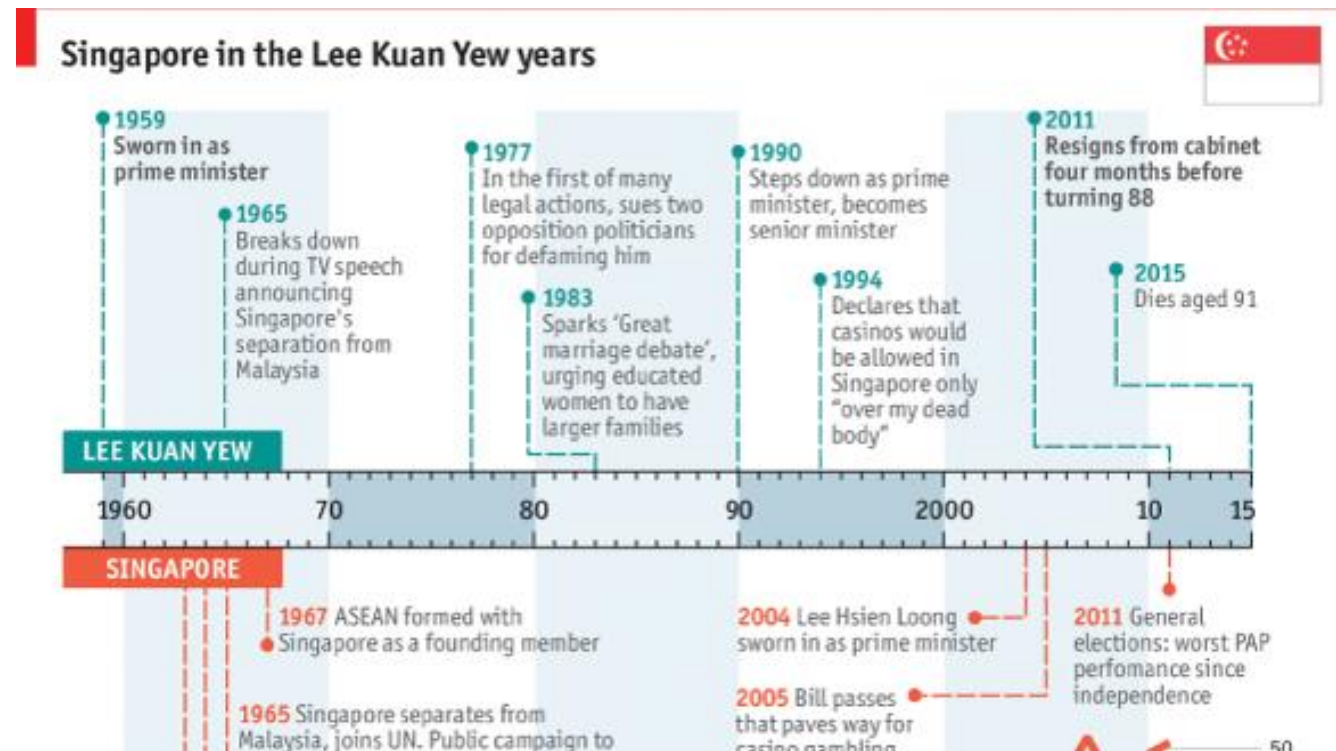 Singapore in the Lee Kuan Yew years
1959
Sworn in as
prime minister
1965
Breaks down
during TV speech
announcing
Singapore's
separation from
Malaysia
1977
In the first of many
legal actions, sues two
opposition politicians
for defaming him
1983
Sparks ‘Great
marriage debate’,
urging educated
women to have
larger families
1990
Steps down as prime
minister, becomes
senior minister
1994
Declares that
casinos would
be allowed in
Singapore only
“over my dead
body”
2011
Resigns from cabinet
four months before
turning 88
2015
Dies aged 91
LEE KUAN YEW
1960 70 80 90 2000 10 15
SINGAPORE
1967 ASEAN formed with
Singapore as a founding member
1965 Singapore separates from
Malaysia, joins UN. Public campaign to
2004 Lee Hsien Loong
sworn in as prime minister
2005 Bill passes
that paves way for
casino gambling
2011 General
elections: worst PAP
perfomance since
independence
50